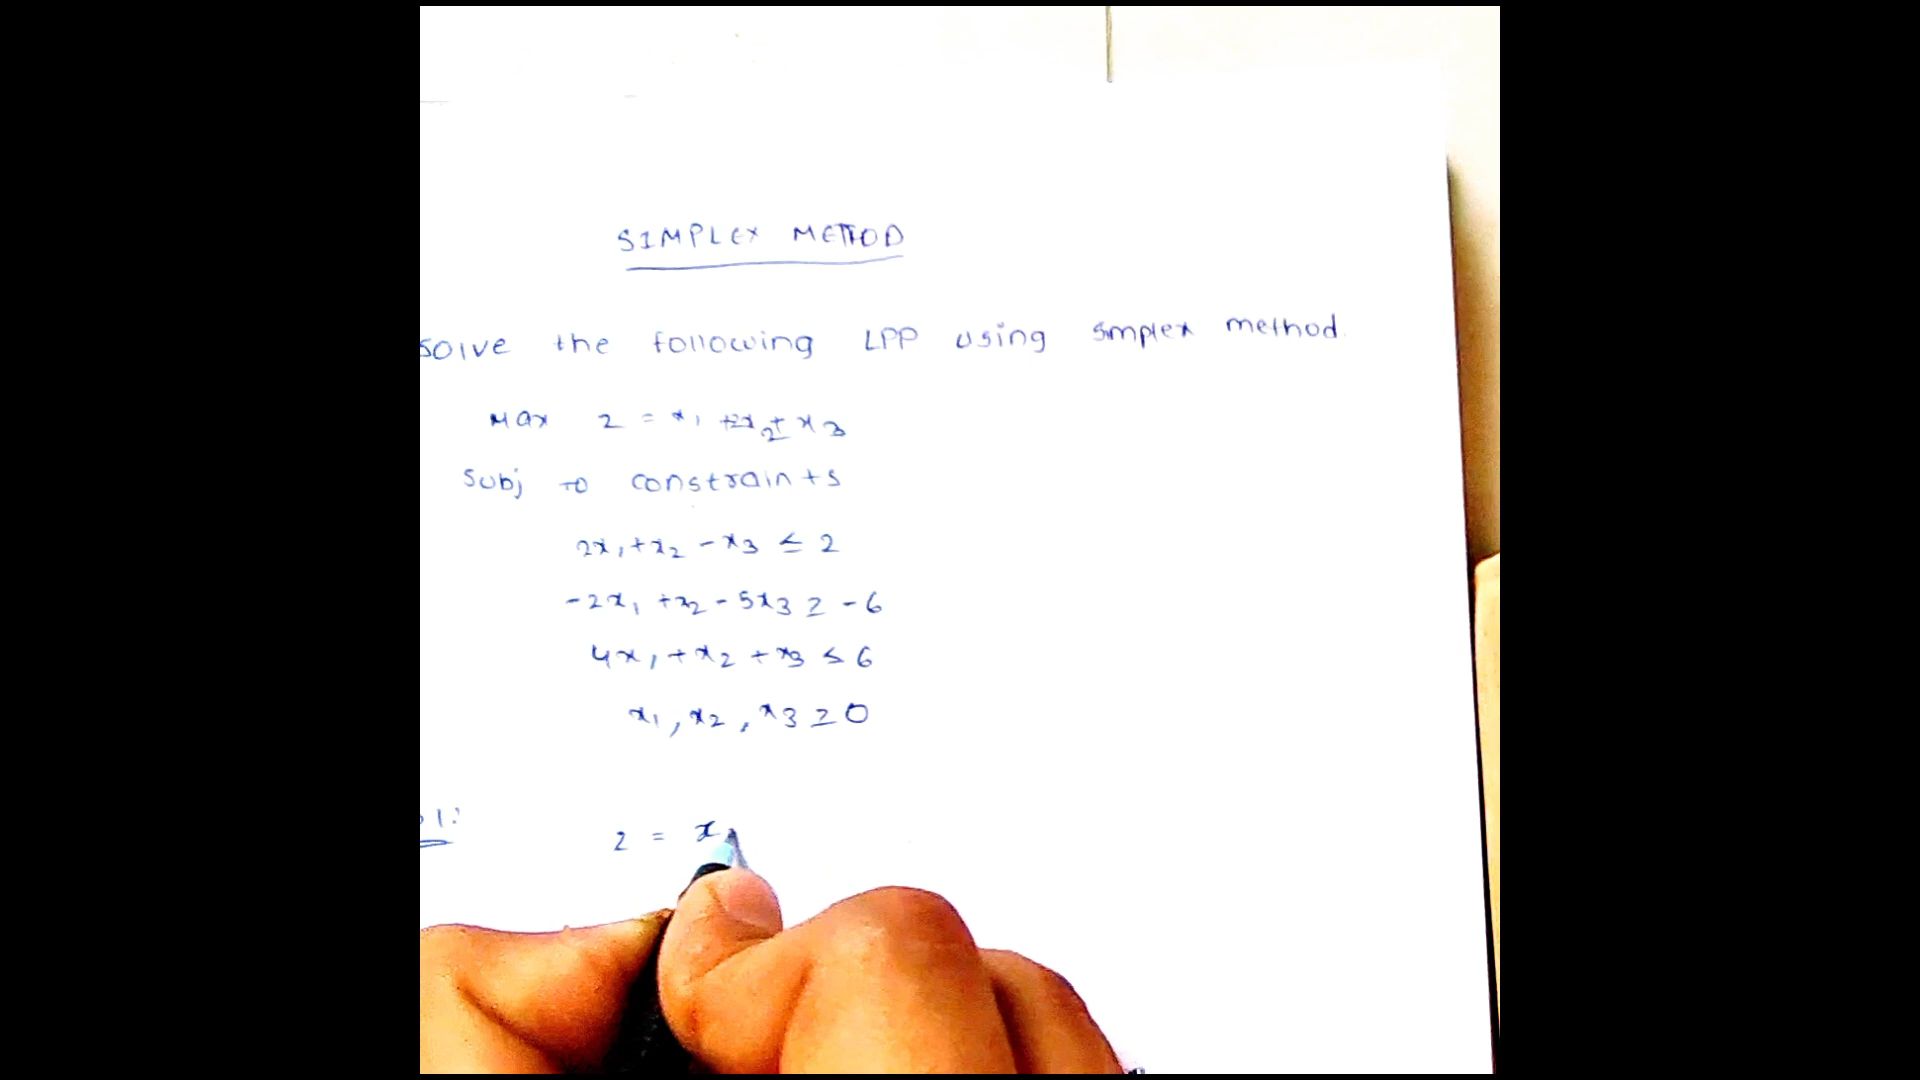 SIMPLEX METHOD
solve the following LPP using simplex method.
Max Z = x1 + 2x2 + x3
Subj to constraints
2x1 + x2 - x3 ≤ 2
-2x1 + x2 - 5x3 ≥ -6
4x1 + x2 + x3 ≤ 6
x1, x2, x3 ≥ 0
ol:
Z = x